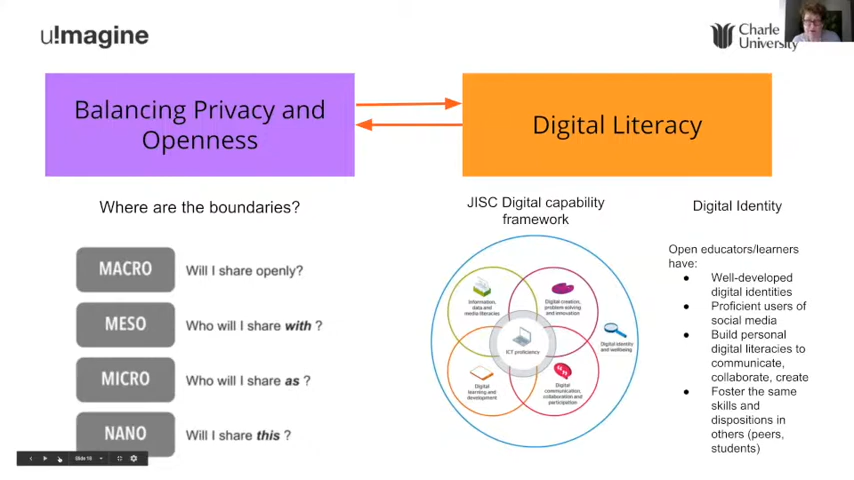 u!magine
Charle
University
Balancing Privacy and
Openness
Digital Literacy
Where are the boundaries?
MACRO
Will I share openly?
MESO
Who will I share with ?
MICRO
Who will I share as ?
NANO
Will I share this ?
JISC Digital capability
framework
Information,
data and
media literacies
Digital creation,
problem solving
and innovation
ICT proficiency
Digital identity
and wellbeing
Digital
learning and
development
Digital
communication,
collaboration and
participation
Digital Identity
Open educators/learners
have:
● Well-developed
digital identities
● Proficient users of
social media
● Build personal
digital literacies to
communicate,
collaborate, create
● Foster the same
skills and
dispositions in
others (peers,
students)
Slide 10